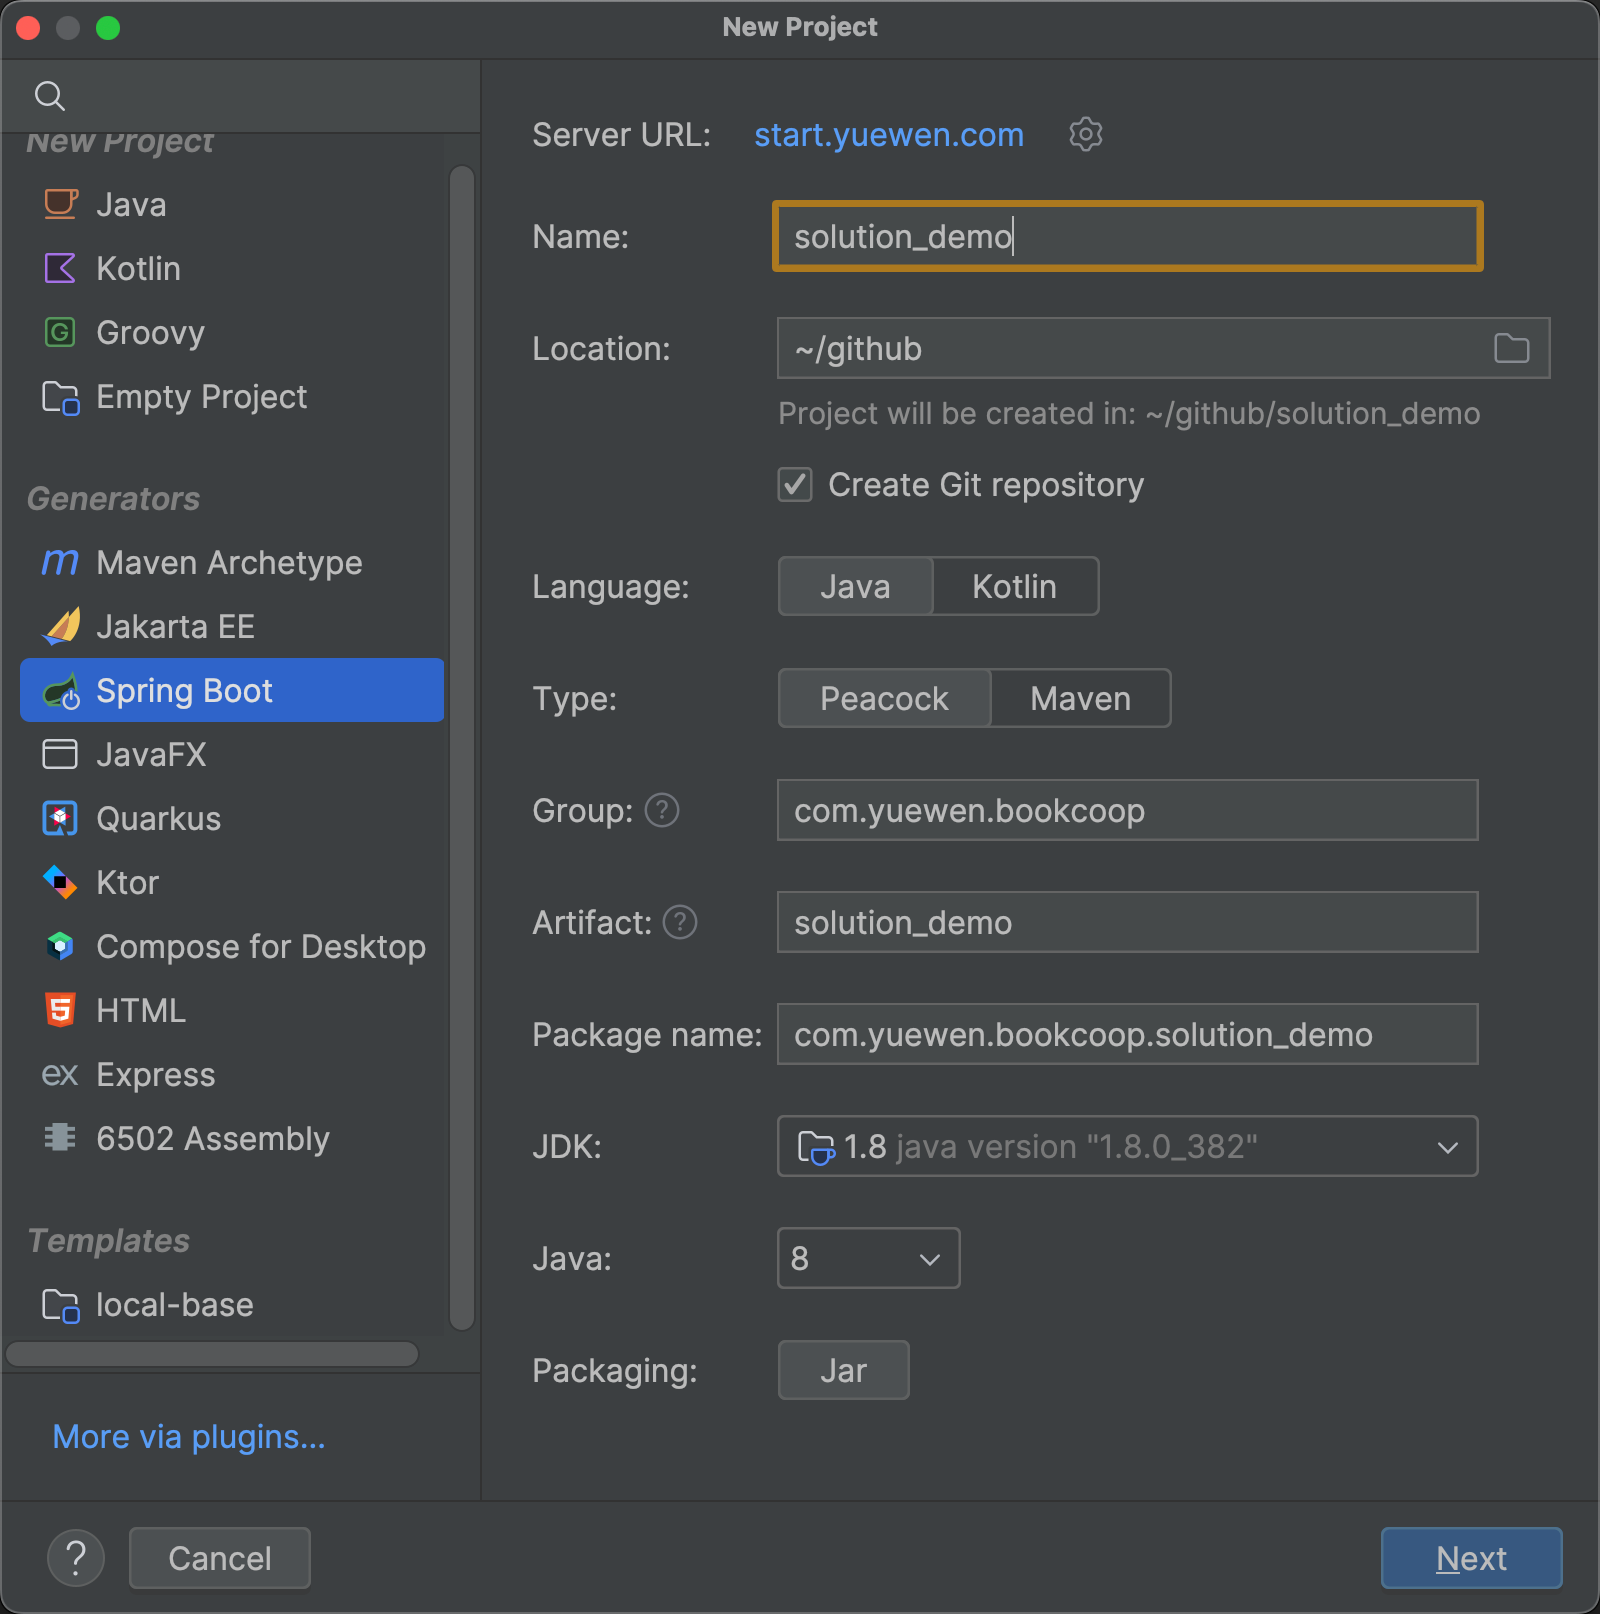 New Project
New Project
Java
Kotlin
Groovy
Empty Project
Generators
Maven Archetype
Jakarta EE
Spring Boot
JavaFX
Quarkus
Ktor
Compose for Desktop
HTML
ex Express
6502 Assembly
Templates
local-base
More via plugins...
Server URL: start.yuewen.com
Name: solution_demo
Location: ~/github
Project will be created in: ~/github/solution_demo
Create Git repository
Language: Java Kotlin
Type: Peacock Maven
Group: ? com.yuewen.bookcoop
Artifact: ? solution_demo
Package name: com.yuewen.bookcoop.solution_demo
JDK: 1.8 java version "1.8.0_382"
Java: 8
Packaging: Jar
? Cancel Next